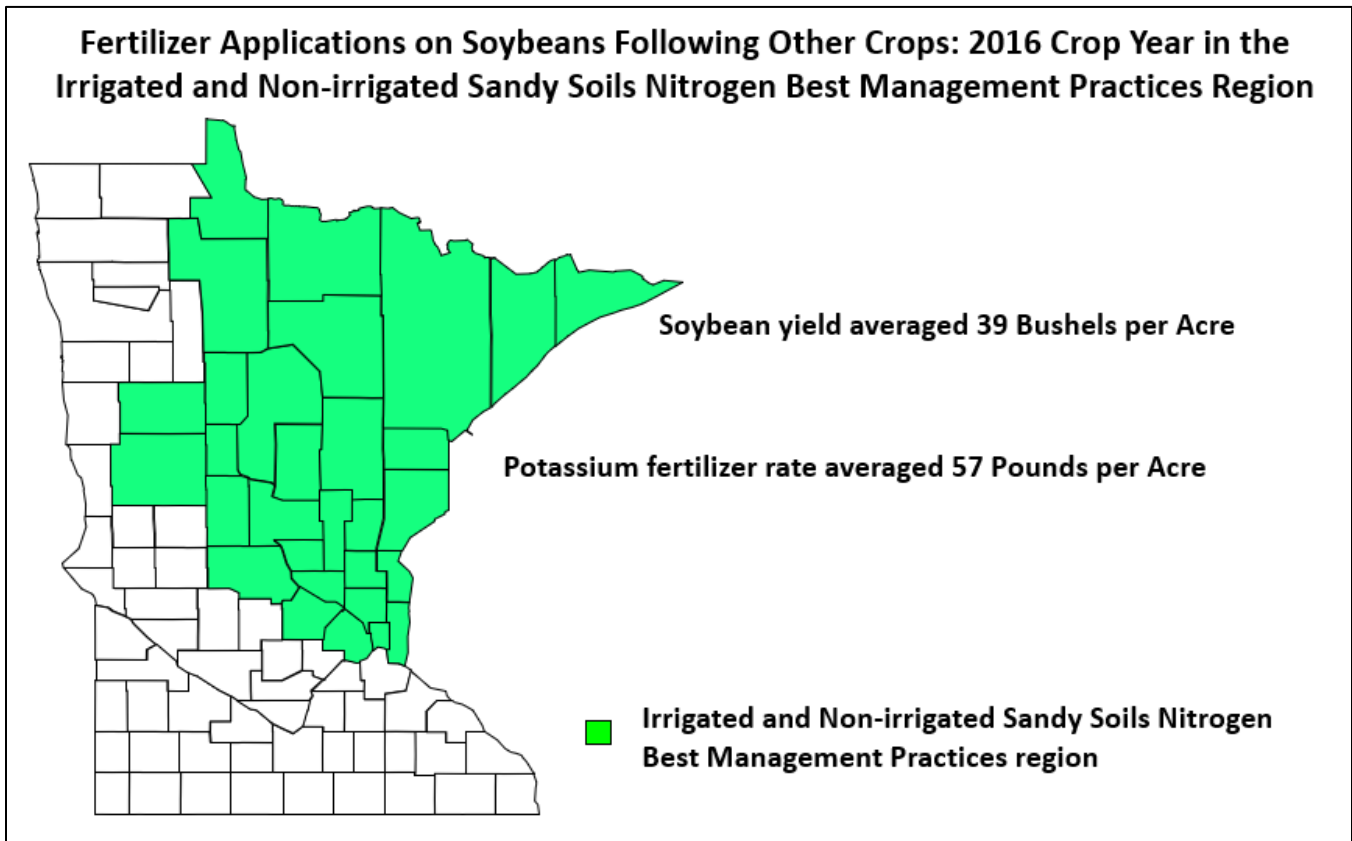 Fertilizer Applications on Soybeans Following Other Crops: 2016 Crop Year in the
Irrigated and Non-irrigated Sandy Soils Nitrogen Best Management Practices Region
Soybean yield averaged 39 Bushels per Acre
Potassium fertilizer rate averaged 57 Pounds per Acre
Irrigated and Non-irrigated Sandy Soils Nitrogen
Best Management Practices region